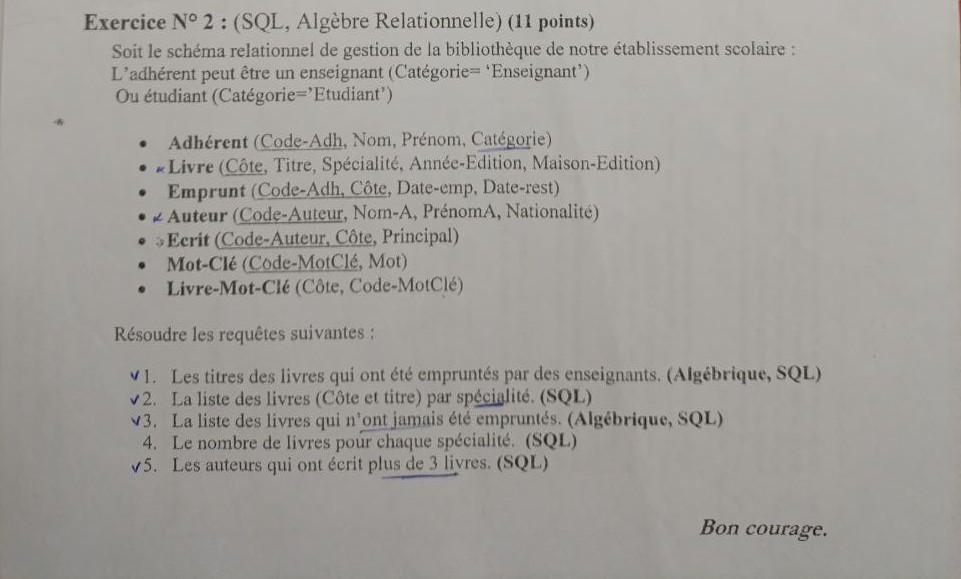 Exercice N° 2 : (SQL, Algèbre Relationnelle) (11 points)
Soit le schéma relationnel de gestion de la bibliothèque de notre établissement scolaire :
L'adhérent peut être un enseignant (Catégorie= 'Enseignant')
Ou étudiant (Catégorie='Etudiant')
• Adhérent (Code-Adh, Nom, Prénom, Catégorie)
• Livre (Côte, Titre, Spécialité, Année-Edition, Maison-Edition)
• Emprunt (Code-Adh, Côte, Date-emp, Date-rest)
• Auteur (Code-Auteur, Nom-A, PrénomA, Nationalité)
• Ecrit (Code-Auteur, Côte, Principal)
• Mot-Clé (Code-MotClé, Mot)
• Livre-Mot-Clé (Côte, Code-MotClé)
Résoudre les requêtes suivantes :
1. Les titres des livres qui ont été empruntés par des enseignants. (Algébrique, SQL)
2. La liste des livres (Côte et titre) par spécialité. (SQL)
3. La liste des livres qui n'ont jamais été empruntés. (Algébrique, SQL)
4. Le nombre de livres pour chaque spécialité. (SQL)
5. Les auteurs qui ont écrit plus de 3 livres. (SQL)
Bon courage.